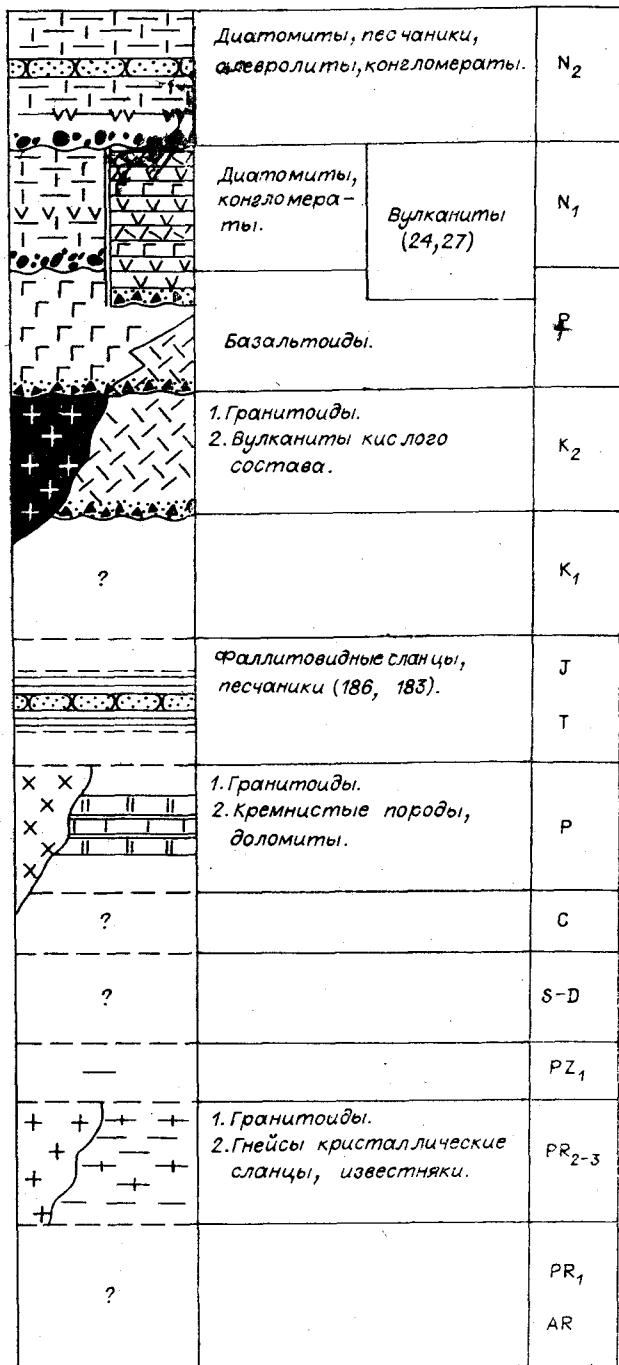 Диатомиты, песчаники,
алевролиты, конгломераты.
N₂
Диатомиты,
конгломера-
ты.
Вулканиты
(24,27)
N₁
Базальтоиды.
1. Гранитоиды.
2. Вулканиты кислого
состава.
K₂
?
K₁
Фаллитовидные сланцы,
песчаники (186, 183).
J
T
1. Гранитоиды.
2. Кремнистые породы,
доломиты.
P
?
C
?
S-D
PZ₁
1. Гранитоиды.
2. Гнейсы кристаллические
сланцы, известняки.
PR₂₋₃
?
PR₁
AR